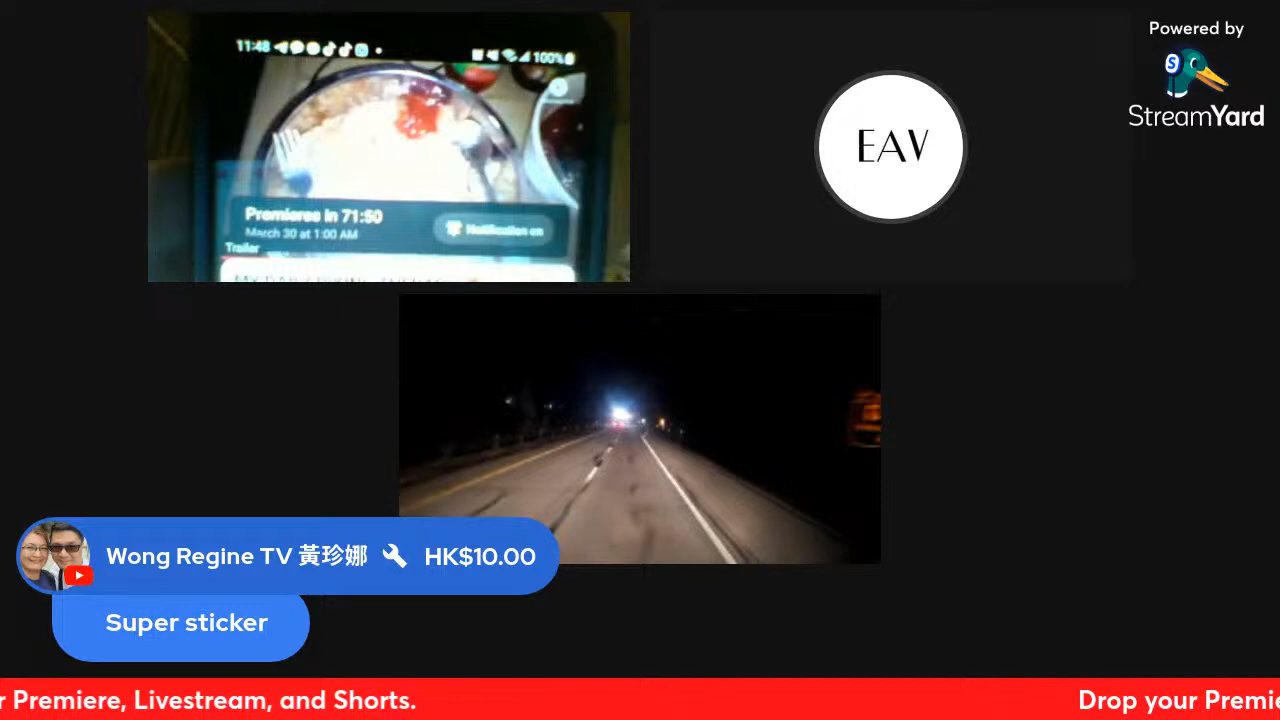 11:48
100%
Premieres in 71:50
March 30 at 1:00 AM
Notification on
Trailer
EAV
Powered by
S
StreamYard
Wong Regine TV 黃珍娜 HK$10.00
Super sticker
r Premiere, Livestream, and Shorts.
Drop your Premie